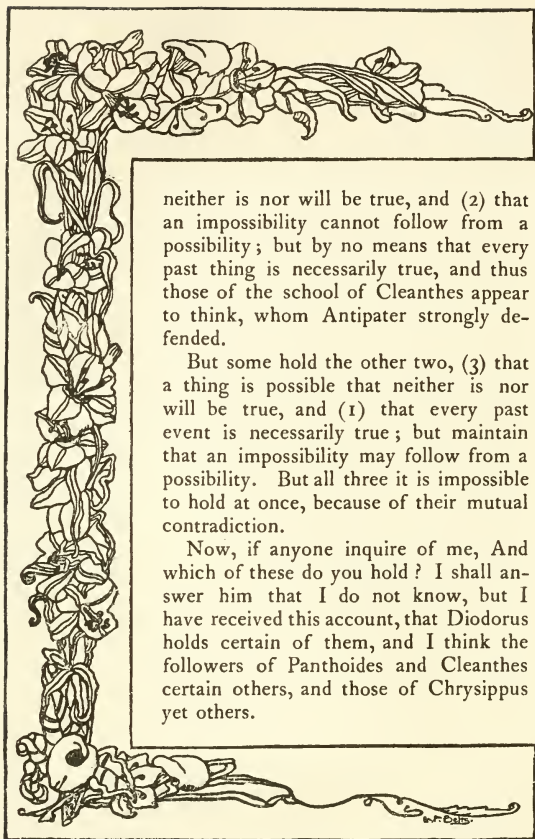 neither is nor will be true, and (2) that
an impossibility cannot follow from a
possibility; but by no means that every
past thing is necessarily true, and thus
those of the school of Cleanthes appear
to think, whom Antipater strongly de-
fended.
But some hold the other two, (3) that
a thing is possible that neither is nor
will be true, and (1) that every past
event is necessarily true; but maintain
that an impossibility may follow from a
possibility. But all three it is impossible
to hold at once, because of their mutual
contradiction.
Now, if anyone inquire of me, And
which of these do you hold? I shall an-
swer him that I do not know, but I
have received this account, that Diodorus
holds certain of them, and I think the
followers of Panthoides and Cleanthes
certain others, and those of Chrysippus
yet others.